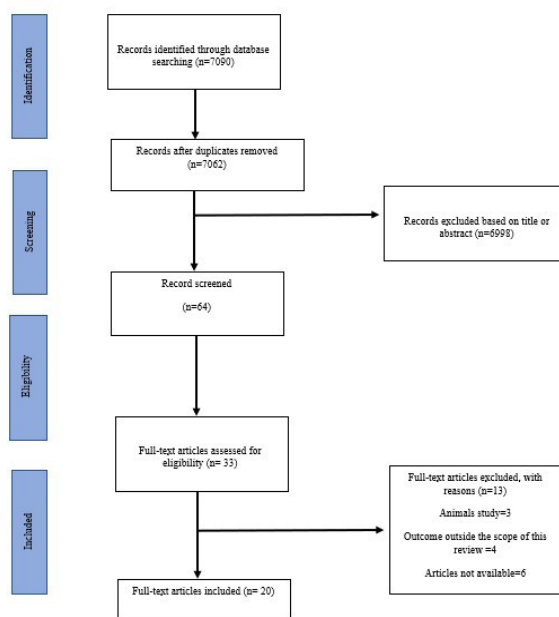 Identification
Records identified through database
searching (n=7090)
Records after duplicates removed
(n=7062)
Screening
Records excluded based on title or
abstract (n=6998)
Record screened
(n=64)
Eligibility
Full-text articles assessed for
eligibility (n= 33)
Included
Full-text articles excluded, with
reasons (n=13)
Animals study=3
Outcome outside the scope of this
review =4
Articles not available=6
Full-text articles included (n= 20)